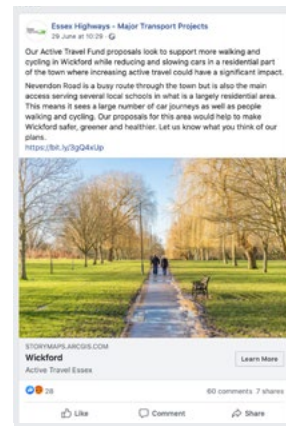 Essex Highways - Major Transport Projects
29 June at 10:29 ·
Our Active Travel Fund proposals look to support more walking and
cycling in Wickford while reducing and slowing cars in a residential part
of the town where increasing active travel could have a significant impact.
Nevendon Road is a busy route through the town but is also the main
access serving several local schools in what is a largely residential area.
This means it sees a large number of car journeys as well as people
walking and cycling. Our proposals for this area would help to make
Wickford safer, greener and healthier. Let us know what you think of our
plans.
https://bit.ly/3gQ4xUp
STORYMAPS.ARCGIS.COM
Wickford
Learn More
Active Travel Essex
28
60 comments 7 shares
Like
Comment
Share